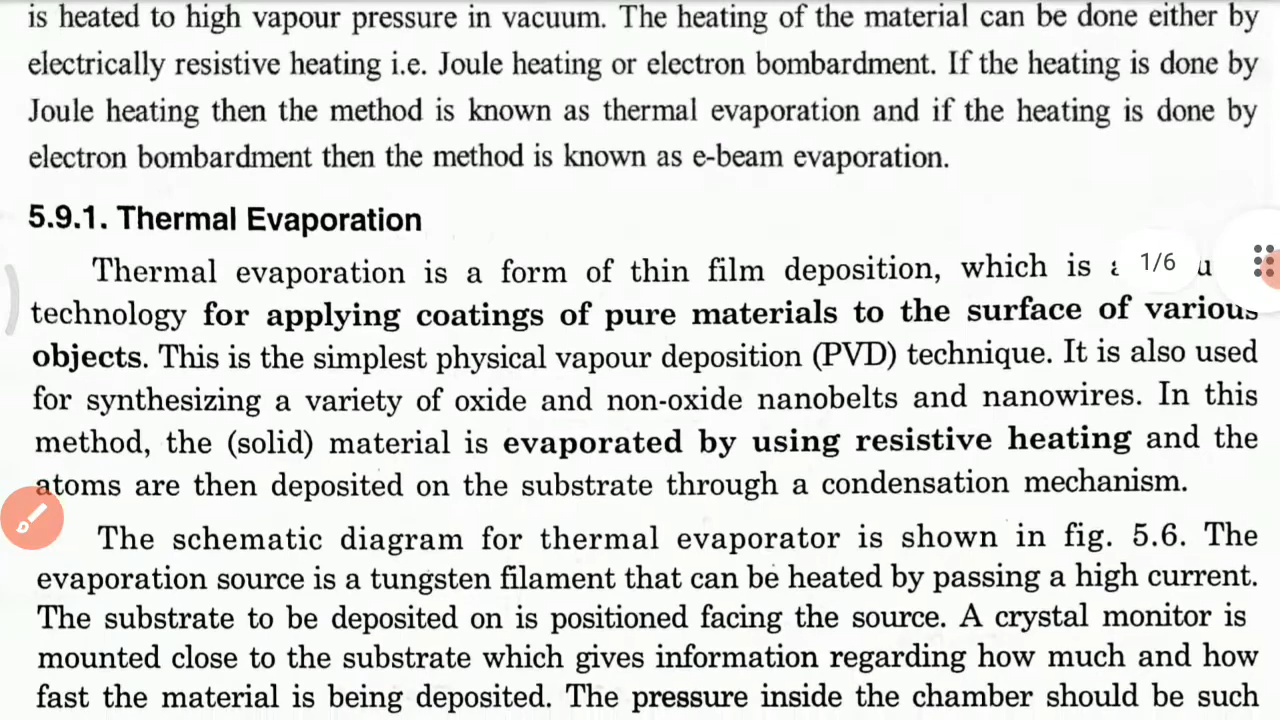 is heated to high vapour pressure in vacuum. The heating of the material can be done either by
electrically resistive heating i.e. Joule heating or electron bombardment. If the heating is done by
Joule heating then the method is known as thermal evaporation and if the heating is done by
electron bombardment then the method is known as e-beam evaporation.
5.9.1. Thermal Evaporation
Thermal evaporation is a form of thin film deposition, which is
1/6
technology for applying coatings of pure materials to the surface of various
objects. This is the simplest physical vapour deposition (PVD) technique. It is also used
for synthesizing a variety of oxide and non-oxide nanobelts and nanowires. In this
method, the (solid) material is evaporated by using resistive heating and the
atoms are then deposited on the substrate through a condensation mechanism.
The schematic diagram for thermal evaporator is shown in fig. 5.6. The
evaporation source is a tungsten filament that can be heated by passing a high current.
The substrate to be deposited on is positioned facing the source. A crystal monitor is
mounted close to the substrate which gives information regarding how much and how
fast the material is being deposited. The pressure inside the chamber should be such